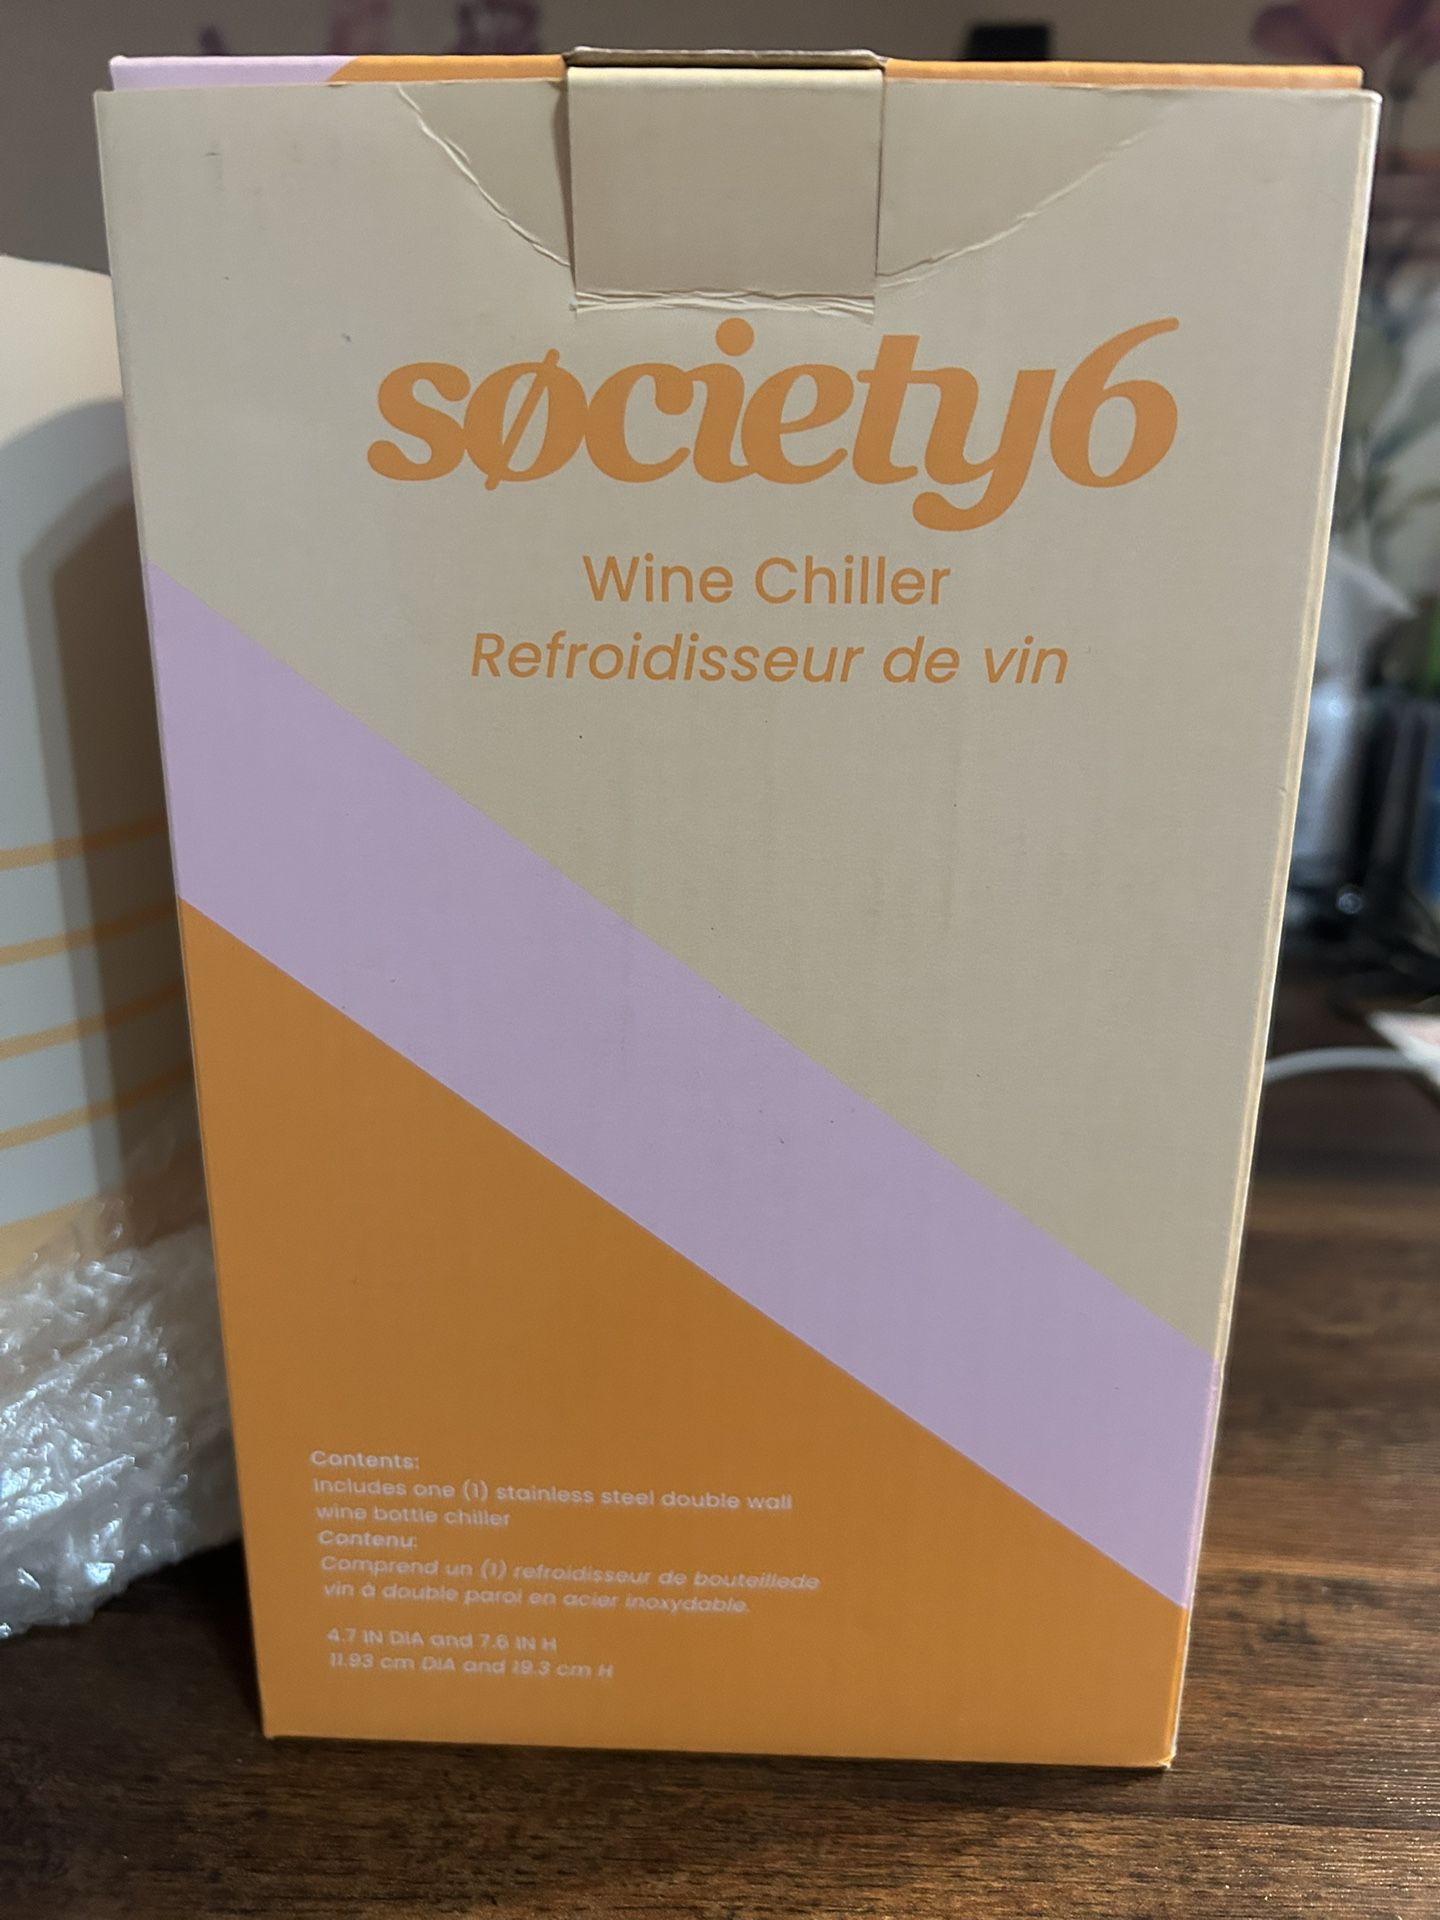 søciety6
Wine Chiller
Refroidisseur de vin
Contents:
Includes one (1) stainless steel double wall
wine bottle chiller
Contenu:
Comprend un (1) refroidisseur de bouteillede
vin à double paroi en acier inoxydable.
4.7 IN DIA and 7.6 IN H
11.93 cm DIA and 19.3 cm H